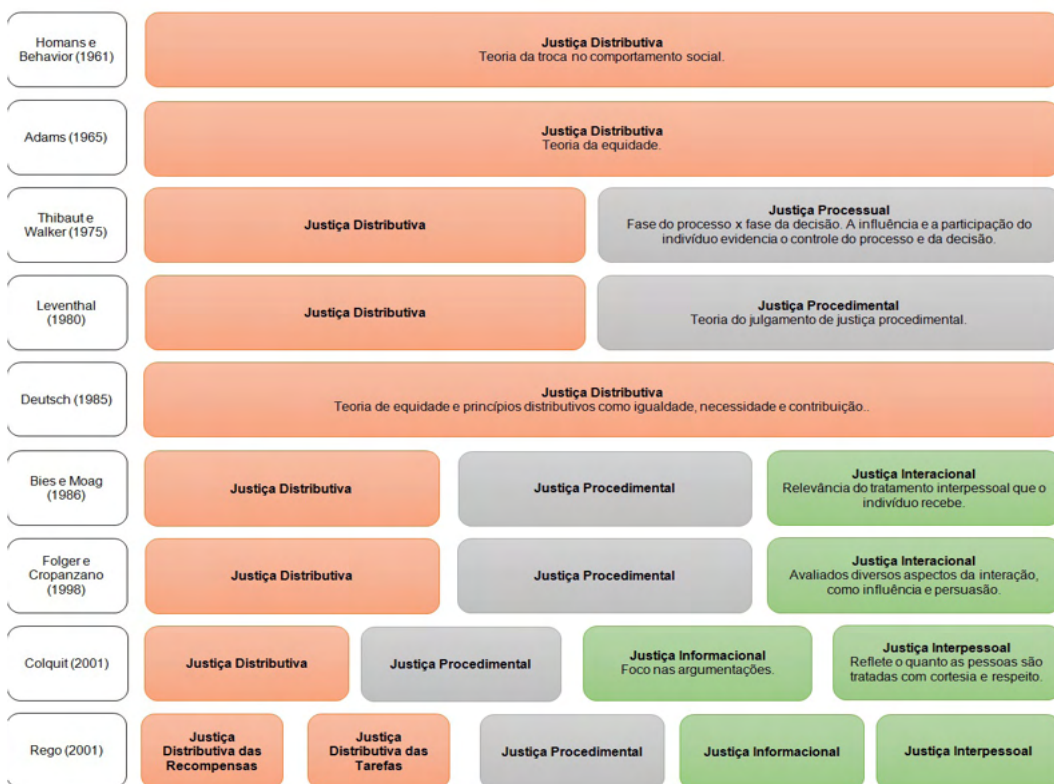 Homans e
Behavior (1961)
Justiça Distributiva
Teoria da troca no comportamento social.
Adams (1965)
Justiça Distributiva
Teoria da equidade.
Thibaut e
Walker (1975)
Justiça Distributiva
Justiça Processual
Fase do processo x fase da decisão. A influência e a participação do
indivíduo evidencia o controle do processo e da decisão.
Leventhal
(1980)
Justiça Distributiva
Justiça Procedimental
Teoria do julgamento de justiça procedimental.
Deutsch (1985)
Justiça Distributiva
Teoria de equidade e princípios distributivos como igualdade, necessidade e contribuição..
Bies e Moag
(1986)
Justiça Distributiva
Justiça Procedimental
Justiça Interacional
Relevância do tratamento interpessoal que o
indivíduo recebe.
Folger e
Cropanzano
(1998)
Justiça Distributiva
Justiça Procedimental
Justiça Interacional
Avaliados diversos aspectos da interação,
como influência e persuasão.
Colquit (2001)
Justiça Distributiva
Justiça Procedimental
Justiça Informacional
Foco nas argumentações.
Justiça Interpessoal
Reflete o quanto as pessoas são
tratadas com cortesia e respeito.
Rego (2001)
Justiça
Distributiva das
Recompensas
Justiça
Distributiva das
Tarefas
Justiça Procedimental
Justiça Informacional
Justiça Interpessoal